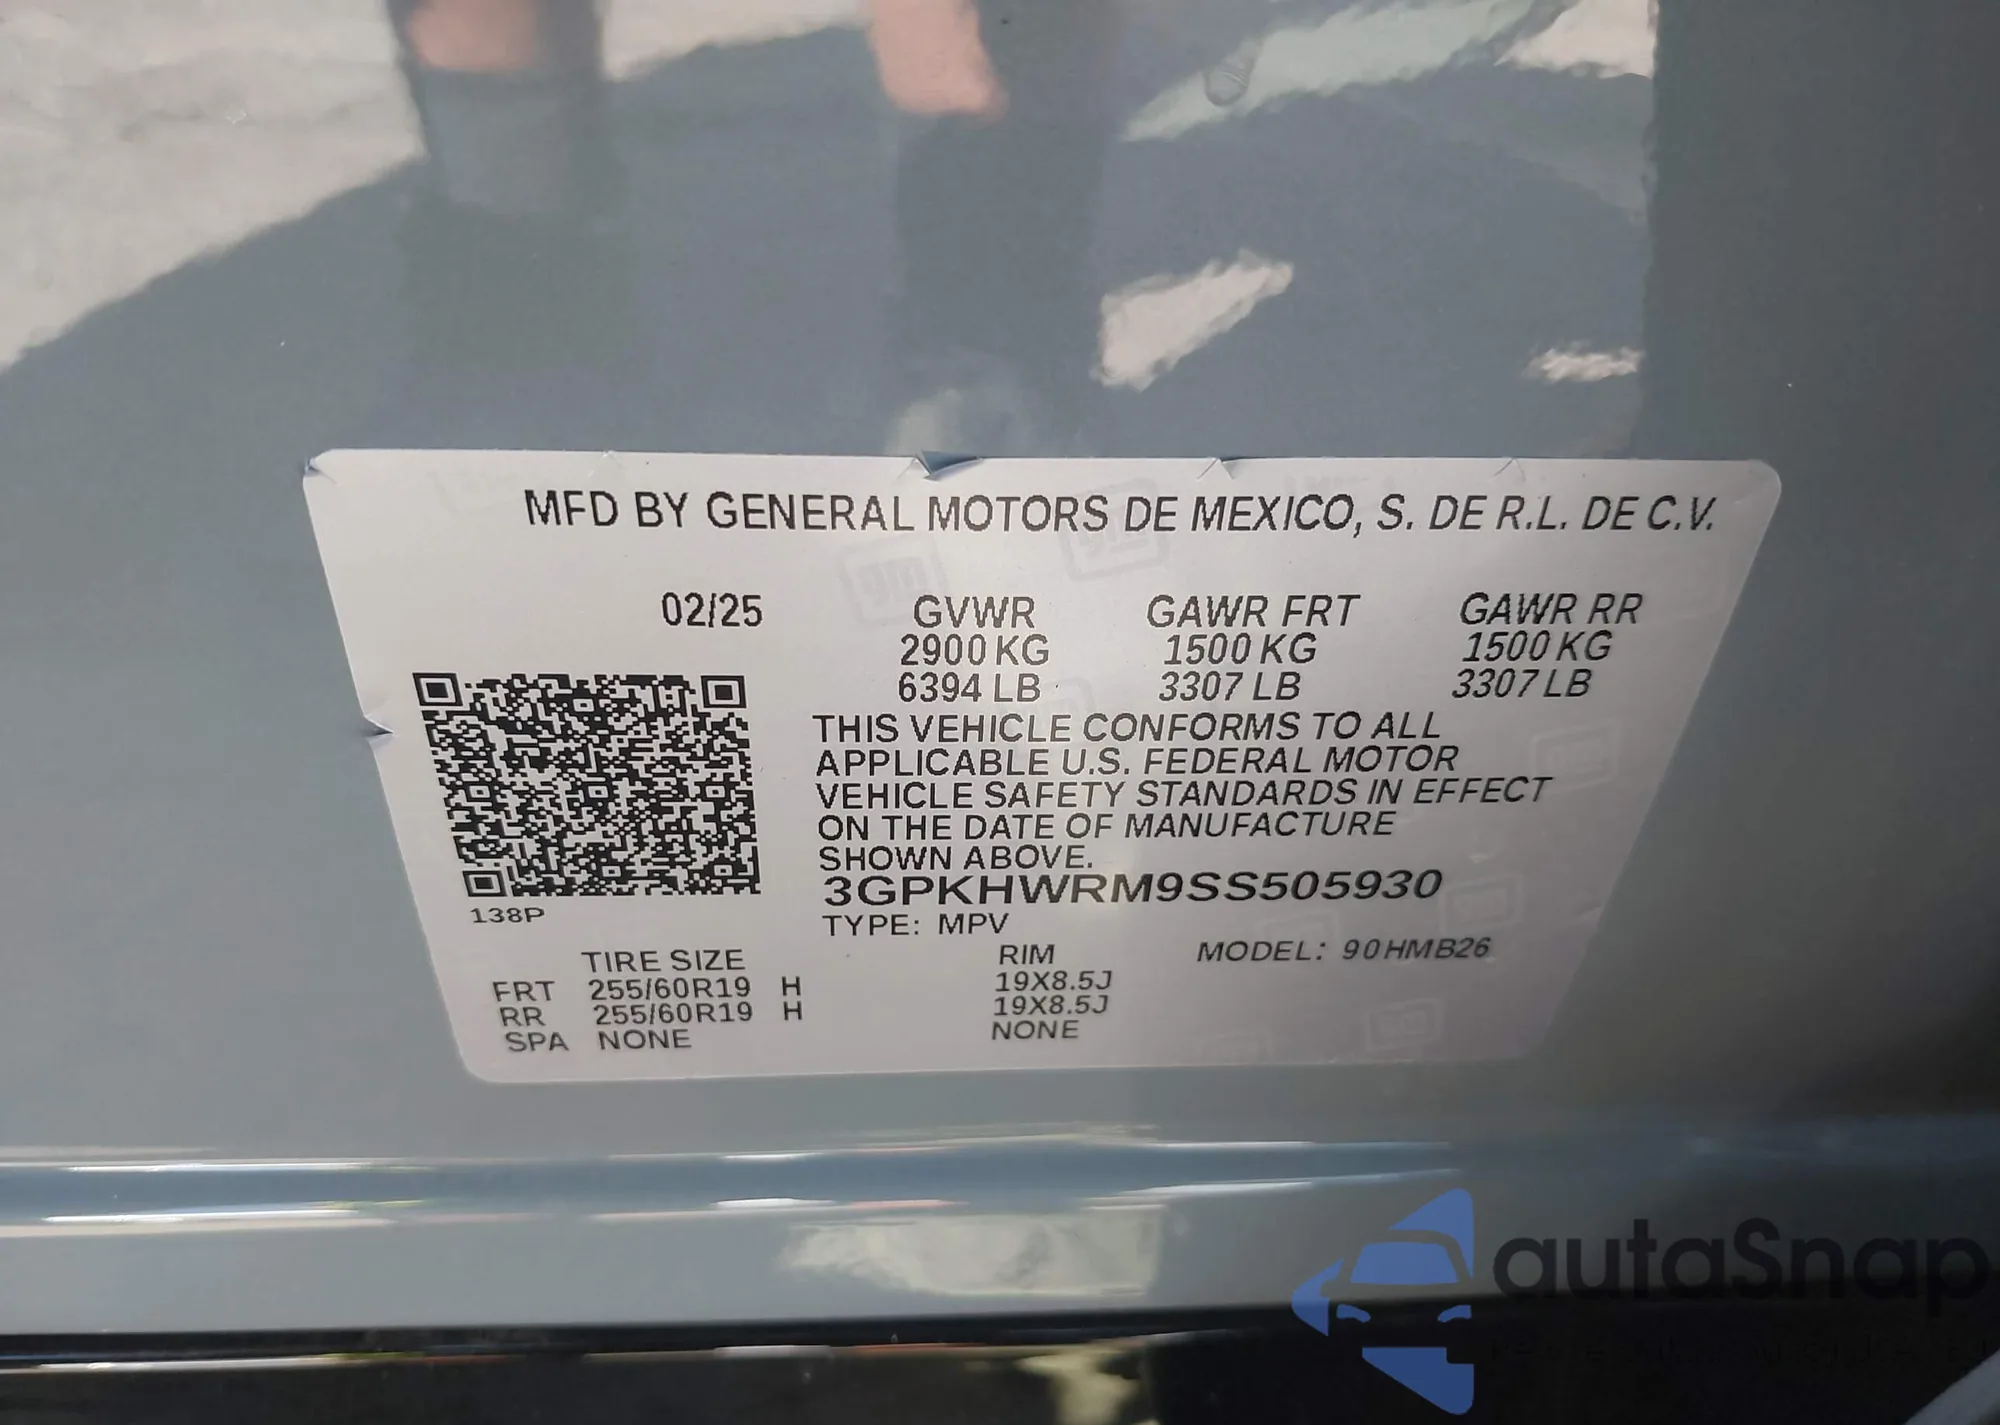 MFD BY GENERAL MOTORS DE MEXICO, S. DE R.L. DE C.V.
02/25 GVWR GAWR FRT GAWR RR
2900 KG 1500 KG 1500 KG
6394 LB 3307 LB 3307 LB
THIS VEHICLE CONFORMS TO ALL
APPLICABLE U.S. FEDERAL MOTOR
VEHICLE SAFETY STANDARDS IN EFFECT
ON THE DATE OF MANUFACTURE
SHOWN ABOVE.
3GPKHWRM9SS505930
138P
TYPE: MPV
TIRE SIZE RIM MODEL: 90HMB26
FRT 255/60R19 H 19X8.5J
RR 255/60R19 H 19X8.5J
SPA NONE NONE
autaSnap